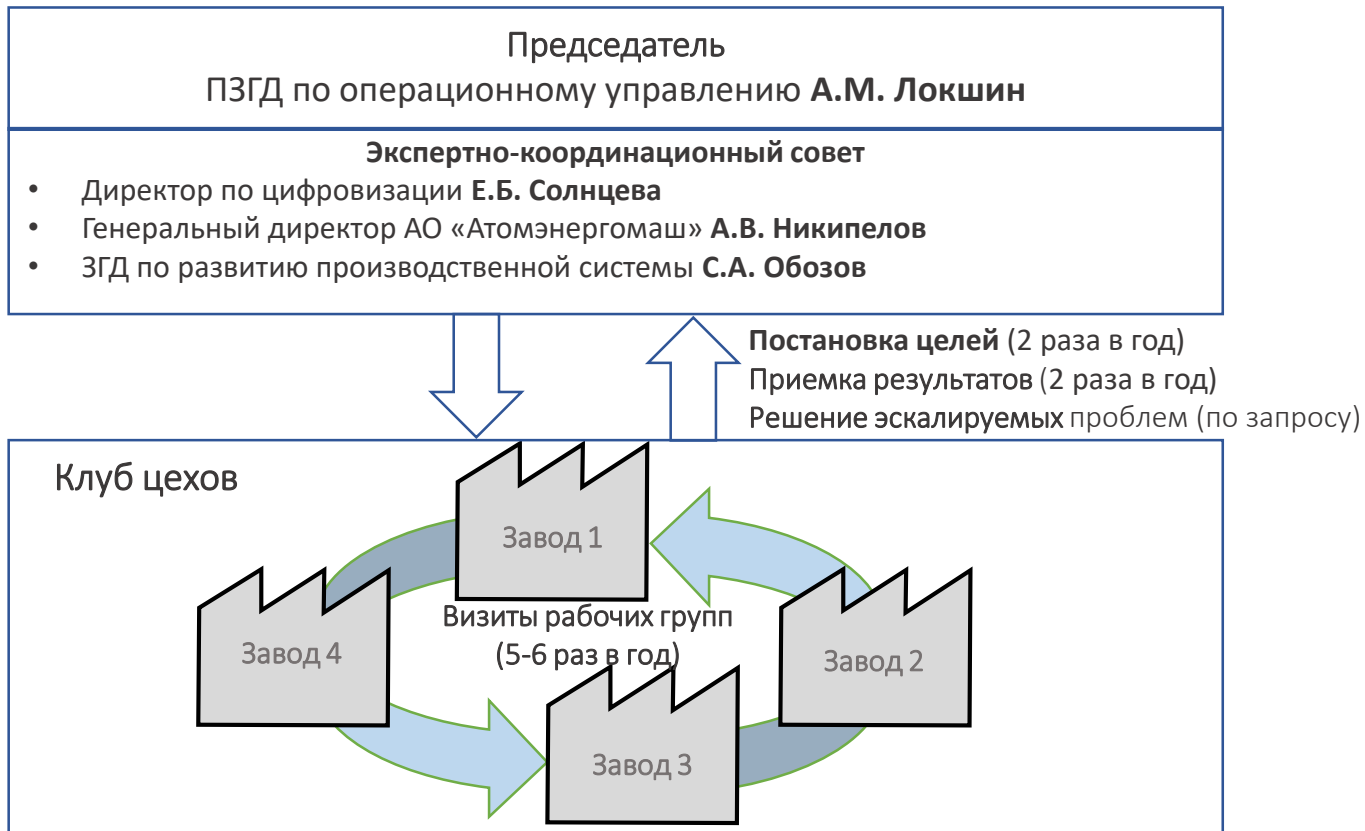 Председатель
ПЗГД по операционному управлению А.М. Локшин
Экспертно-координационный совет
• Директор по цифровизации Е.Б. Солнцева
• Генеральный директор АО «Атомэнергомаш» А.В. Никипелов
• ЗГД по развитию производственной системы С.А. Обозов
Постановка целей (2 раза в год)
Приемка результатов (2 раза в год)
Решение эскалируемых проблем (по запросу)
Клуб цехов
Завод 1
Визиты рабочих групп
(5-6 раз в год)
Завод 4
Завод 2
Завод 3